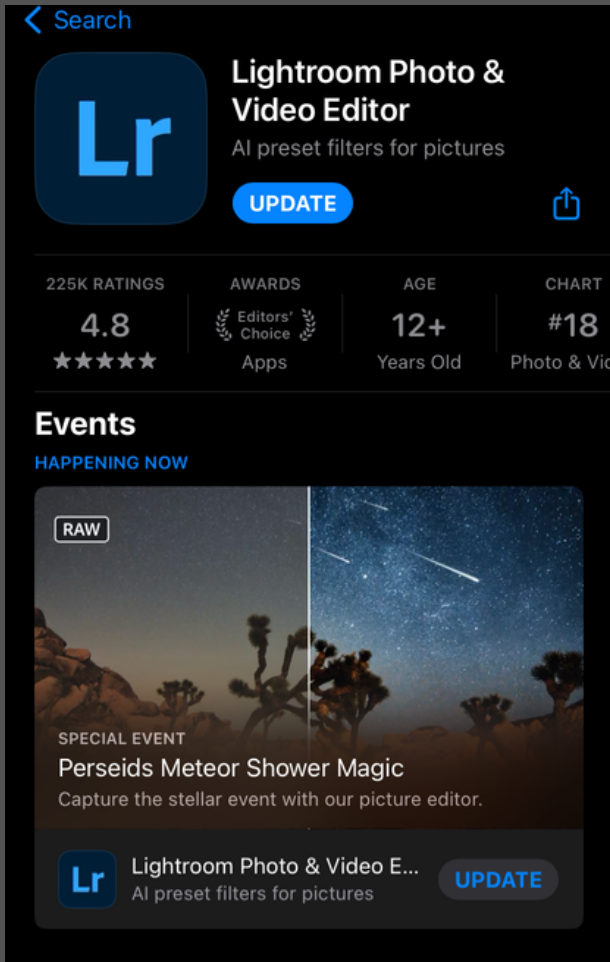 Search
Lr
Lightroom Photo &
Video Editor
AI preset filters for pictures
UPDATE
225K RATINGS
4.8
AWARDS
Editors'
Choice
Apps
AGE
12+
Years Old
CHART
#18
Photo &
Events
HAPPENING NOW
RAW
SPECIAL EVENT
Perseids Meteor Shower Magic
Capture the stellar event with our picture editor.
Lr
Lightroom Photo & Video E...
AI preset filters for pictures
UPDATE